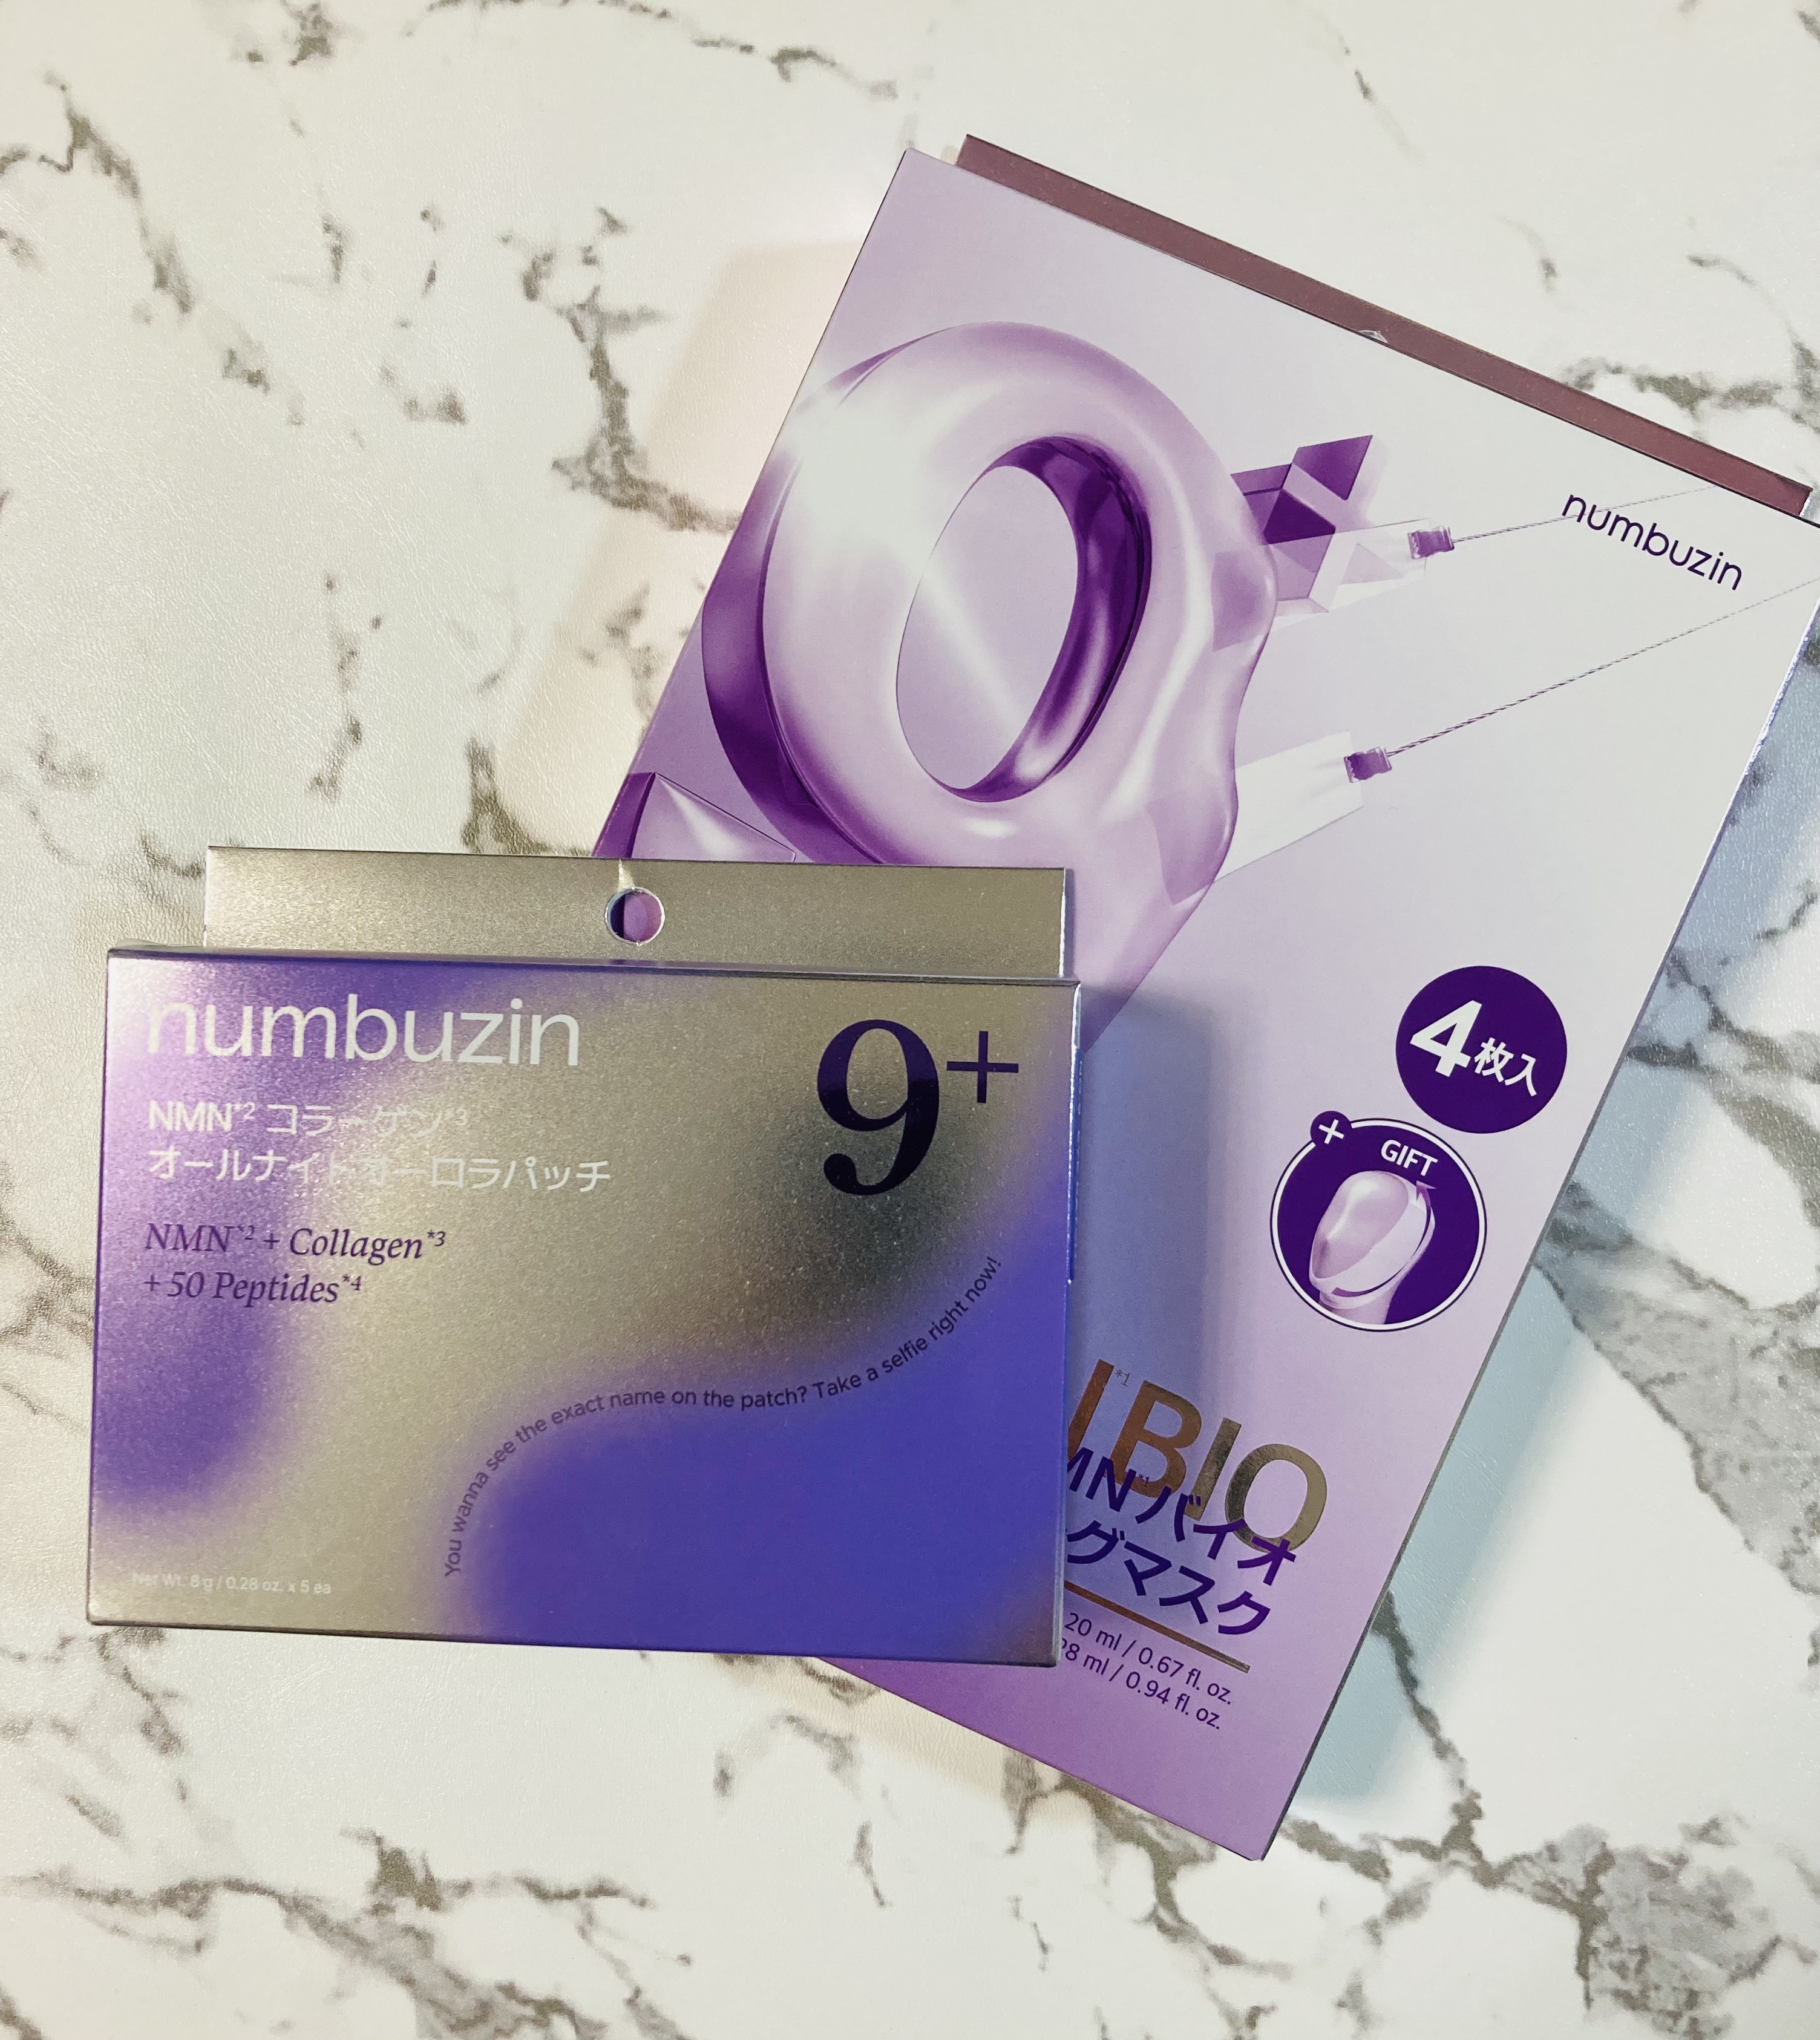 numbuzin
4枚入
+
GIFT
BIO
MN*1 バイオ
グマスク
20 ml / 0.67 fl. oz.
28 ml / 0.94 fl. oz.
numbuzin
9+
NMN*2 コラーゲン*3
オールナイトオーロラパッチ
NMN*2 + Collagen*3
+ 50 Peptides*4
You wanna see the exact name on the patch? Take a selfie right now!
Net Wt. 8 g / 0.28 oz. x 5 ea